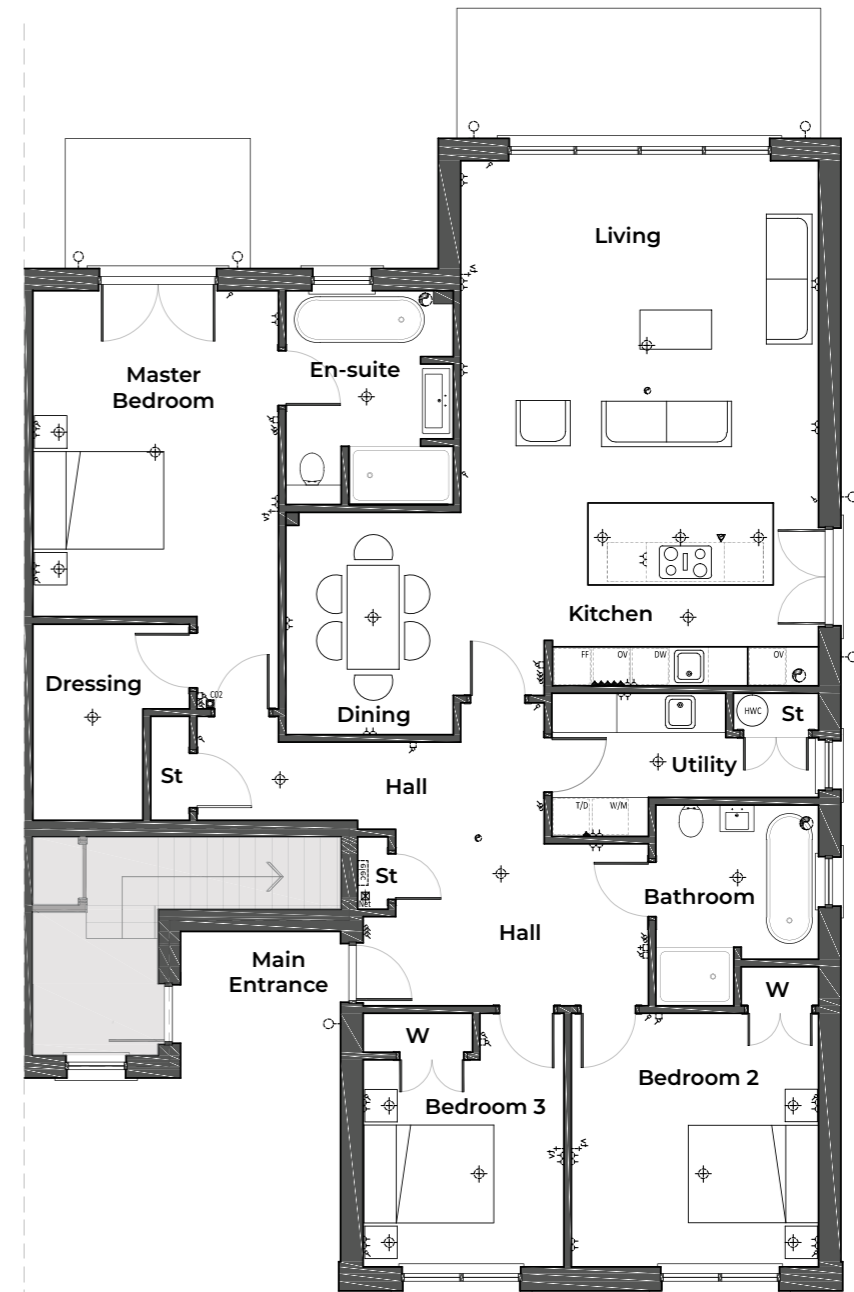 Living
Master
Bedroom
En-suite
Kitchen
FF
OV
DW
OV
Dressing
CO2
Dining
HWC
St
St
Utility
Hall
T/D
W/M
St
Bathroom
Hall
Main
Entrance
W
W
Bedroom 2
Bedroom 3